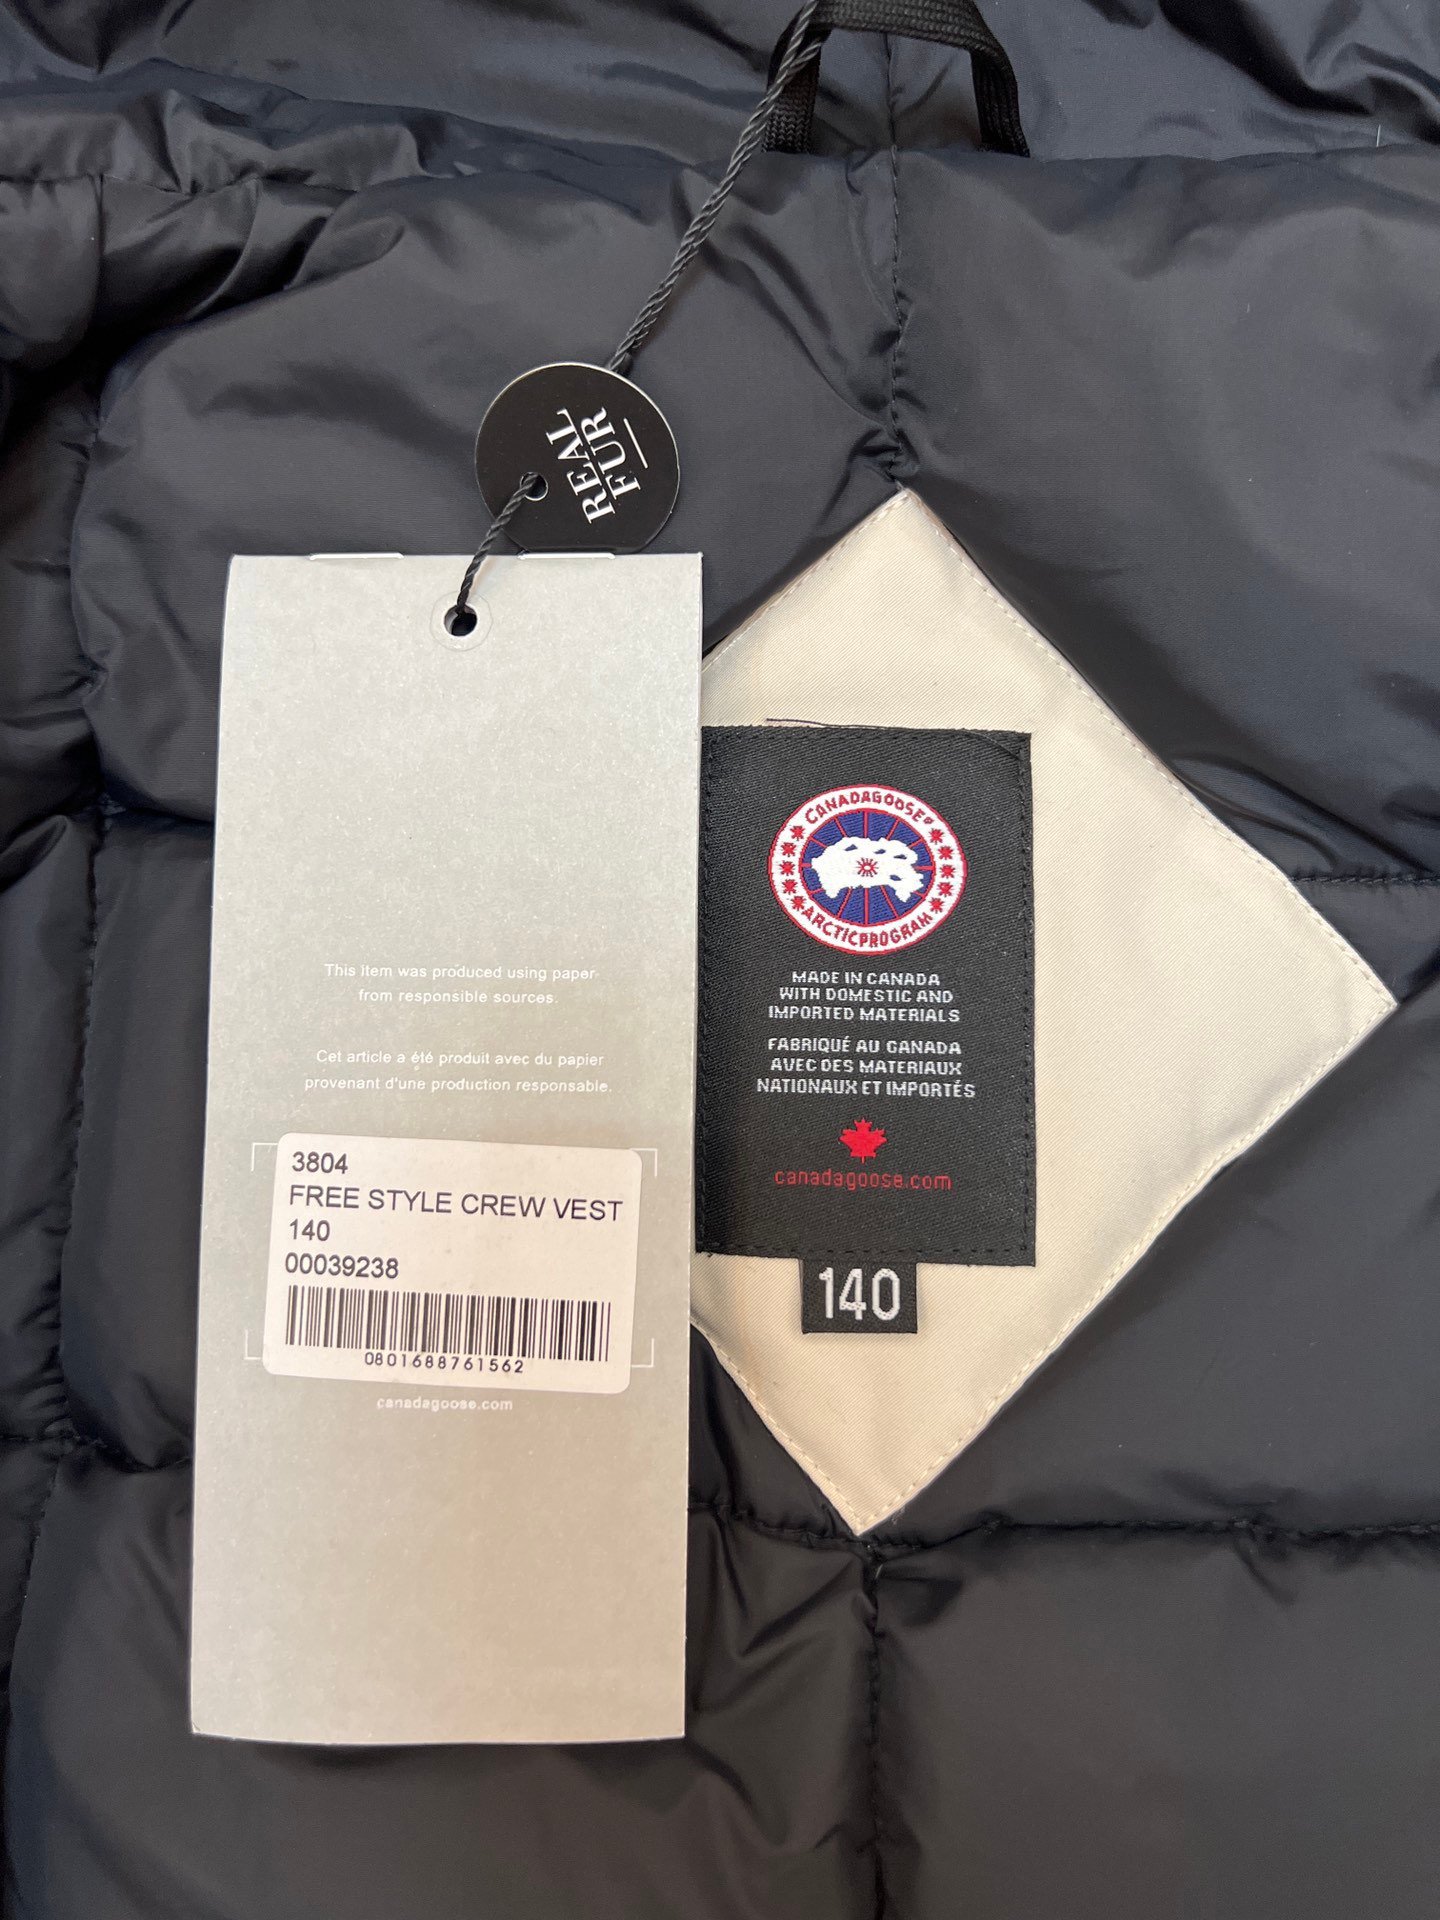 REAL
FUR
This item was produced using paper
from responsible sources.
Cet article a été produit avec du papier
provenant d'une production responsable.
3804
FREE STYLE CREW VEST
140
00039238
0801688761562
canadagoose.com
CANADA GOOSE®
ARCTIC PROGRAM
MADE IN CANADA
WITH DOMESTIC AND
IMPORTED MATERIALS
FABRIQUÉ AU CANADA
AVEC DES MATERIAUX
NATIONAUX ET IMPORTÉS
canadagoose.com
140